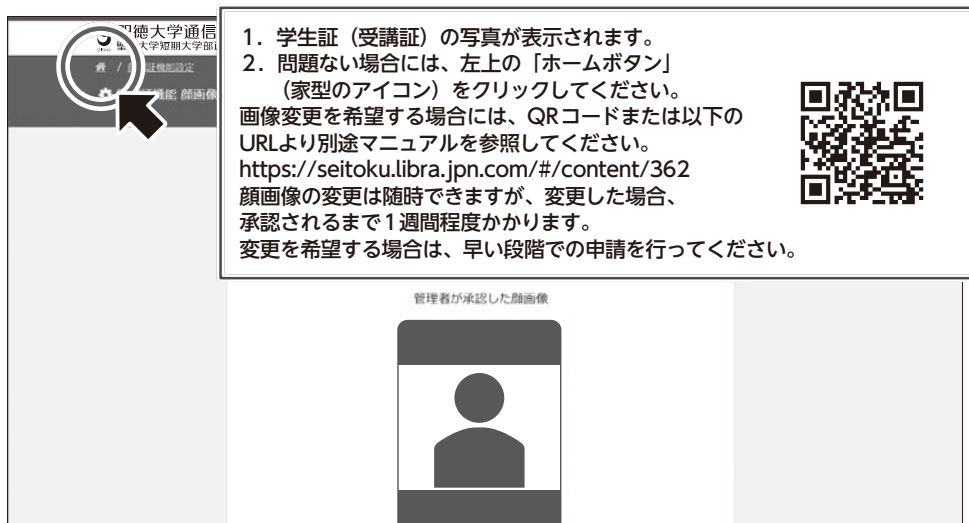 聖徳大学通信
大学短期大学部
顔画像
1. 学生証（受講証）の写真が表示されます。
2. 問題ない場合には、左上の「ホームボタン」
（家型のアイコン）をクリックしてください。
画像変更を希望する場合には、QRコードまたは以下の
URLより別途マニュアルを参照してください。
https://seitoku.libra.jpn.com/#/content/362
顔画像の変更は随時できますが、変更した場合、
承認されるまで1週間程度かかります。
変更を希望する場合は、早い段階での申請を行ってください。
管理者が承認した顔画像